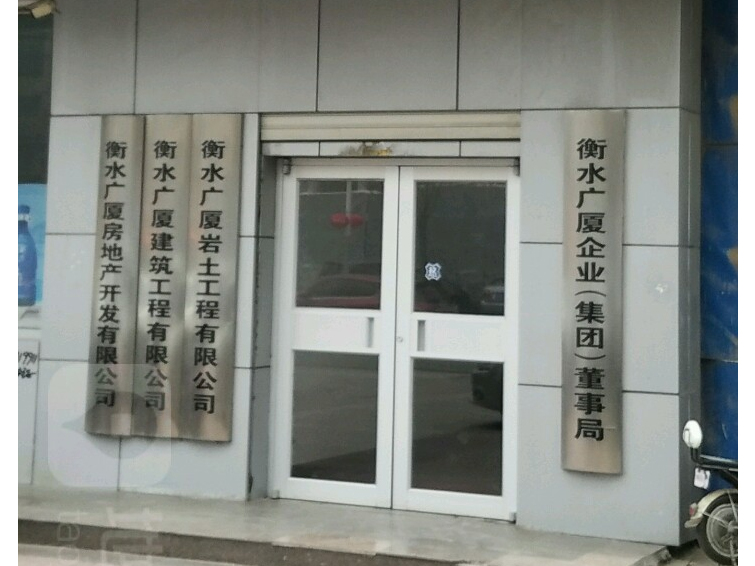 衡水广厦房地产开发有限公司
衡水广厦建筑工程有限公司
衡水广厦岩土工程有限公司
衡水广厦企业(集团)董事局